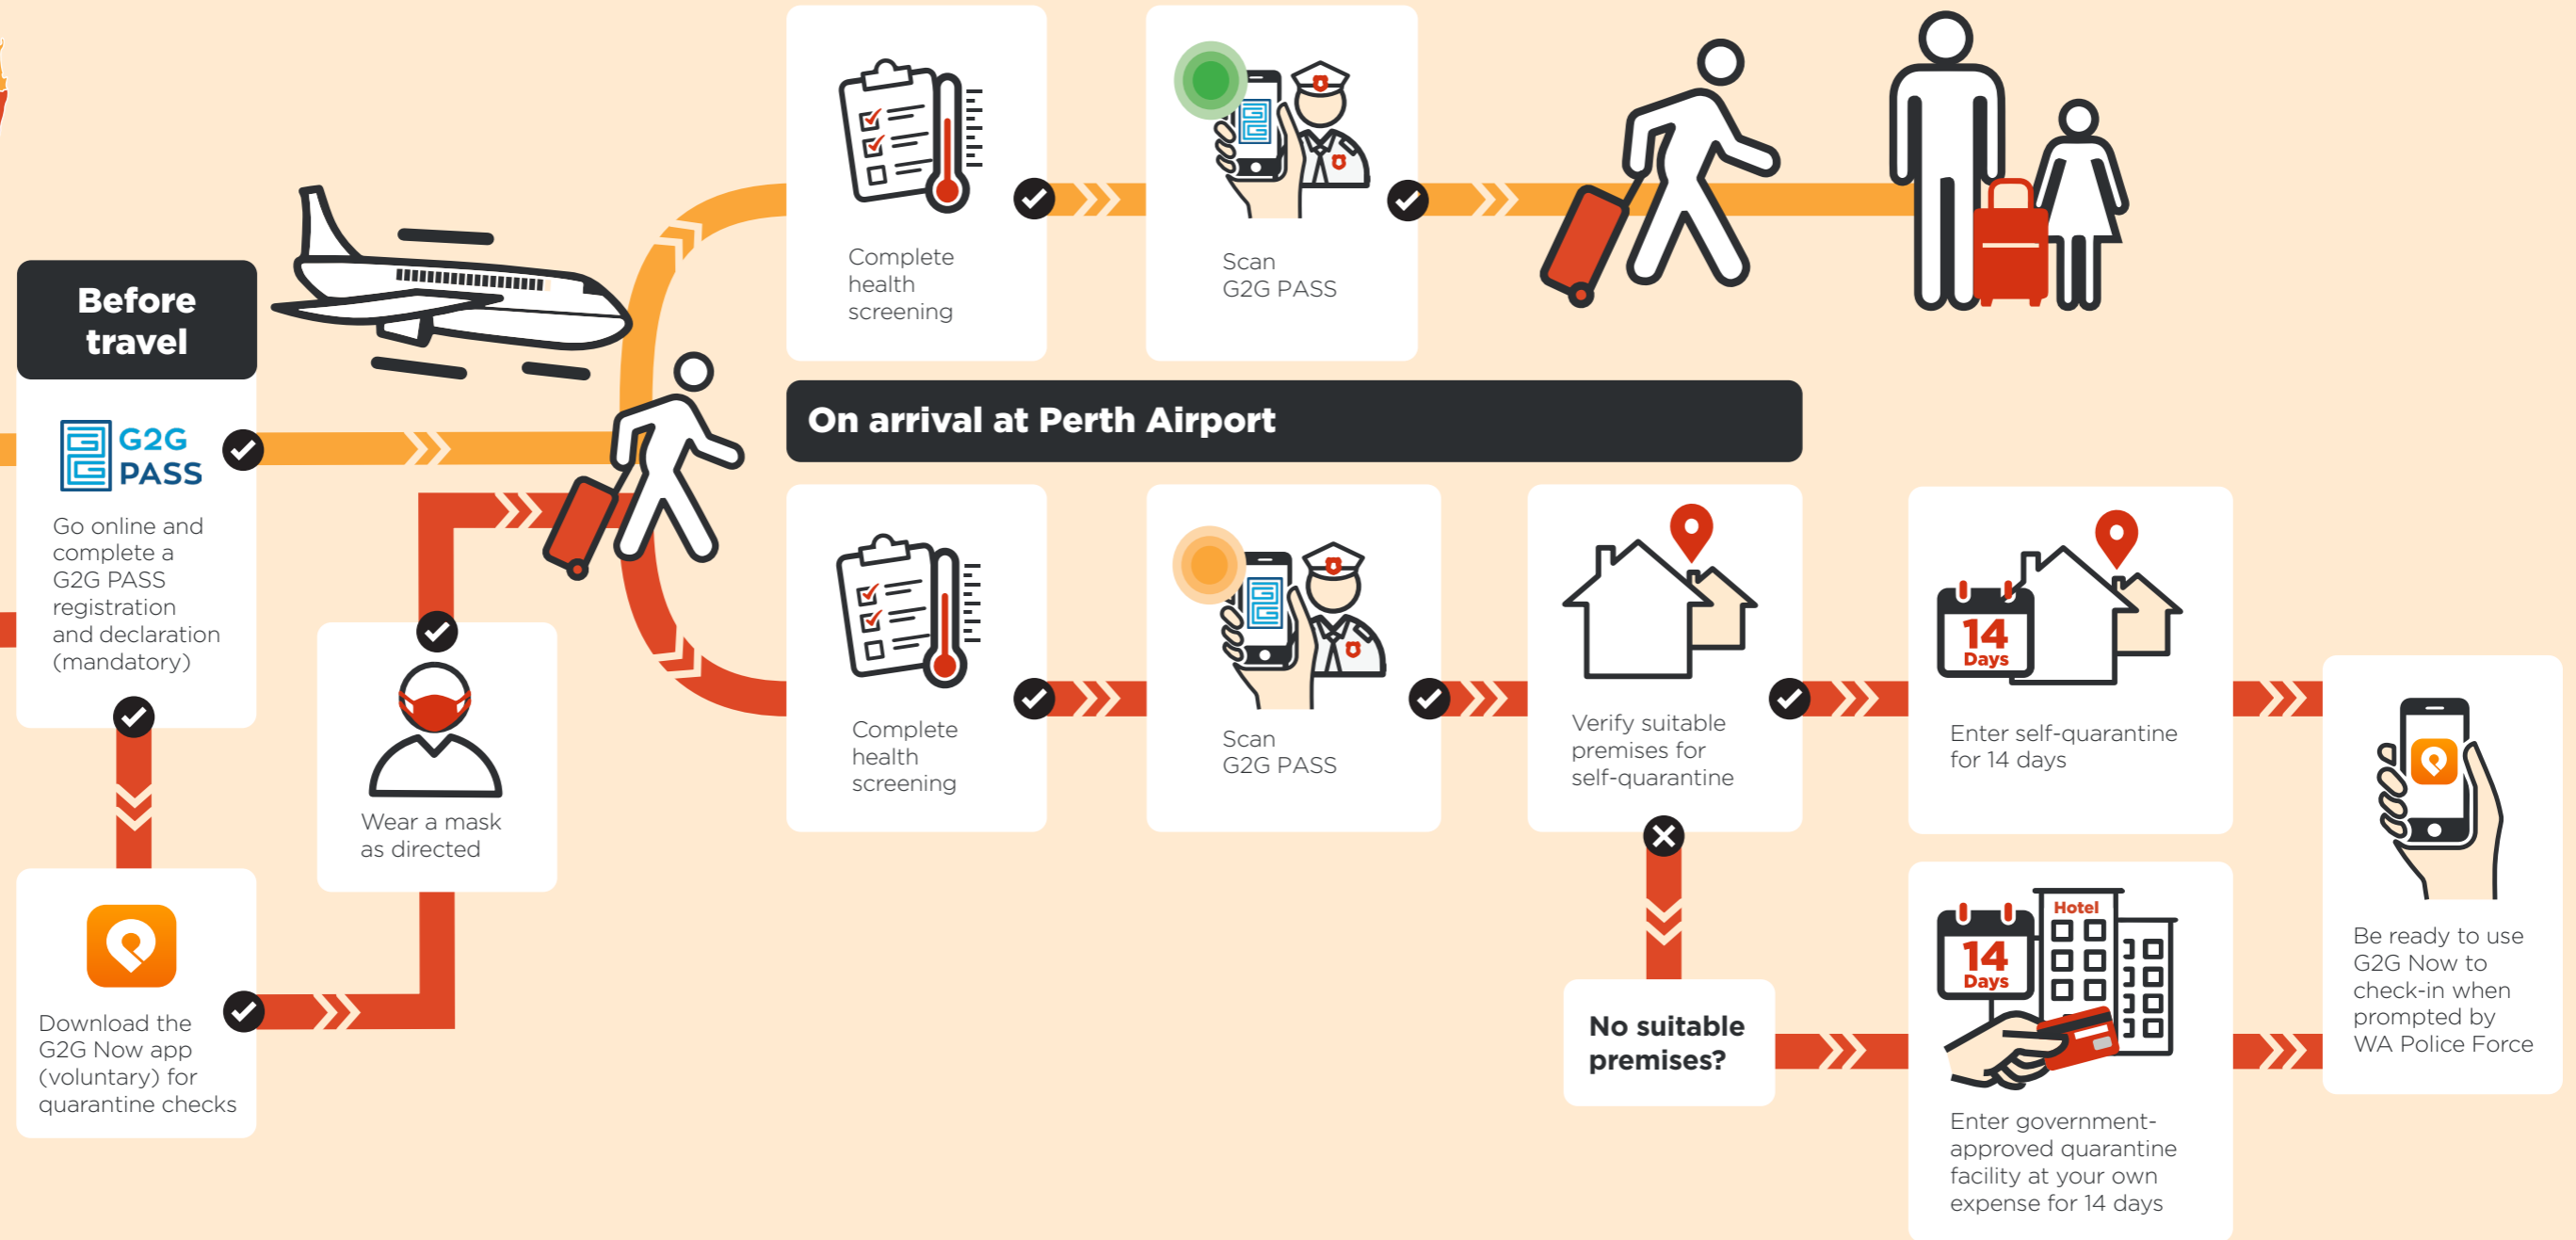 Before
travel
G2G
PASS
Go online and
complete a
G2G PASS
registration
and declaration
(mandatory)
Download the
G2G Now app
(voluntary) for
quarantine checks
Wear a mask
as directed
Complete
health
screening
Scan
G2G PASS
On arrival at Perth Airport
Complete
health
screening
Scan
G2G PASS
Verify suitable
premises for
self-quarantine
No suitable
premises?
14
Days
Enter self-quarantine
for 14 days
14
Days
Hotel
Enter government-
approved quarantine
facility at your own
expense for 14 days
Be ready to use
G2G Now to
check-in when
prompted by
WA Police Force